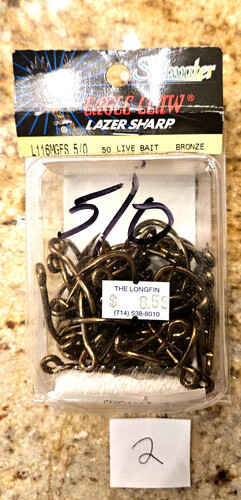 EAGLE CLAW®
LAZER SHARP
L116MGFS 5/0 50 LIVE BAIT BRONZE
5/0
THE LONGFIN
$ 8.59
(714) 538-6010
2